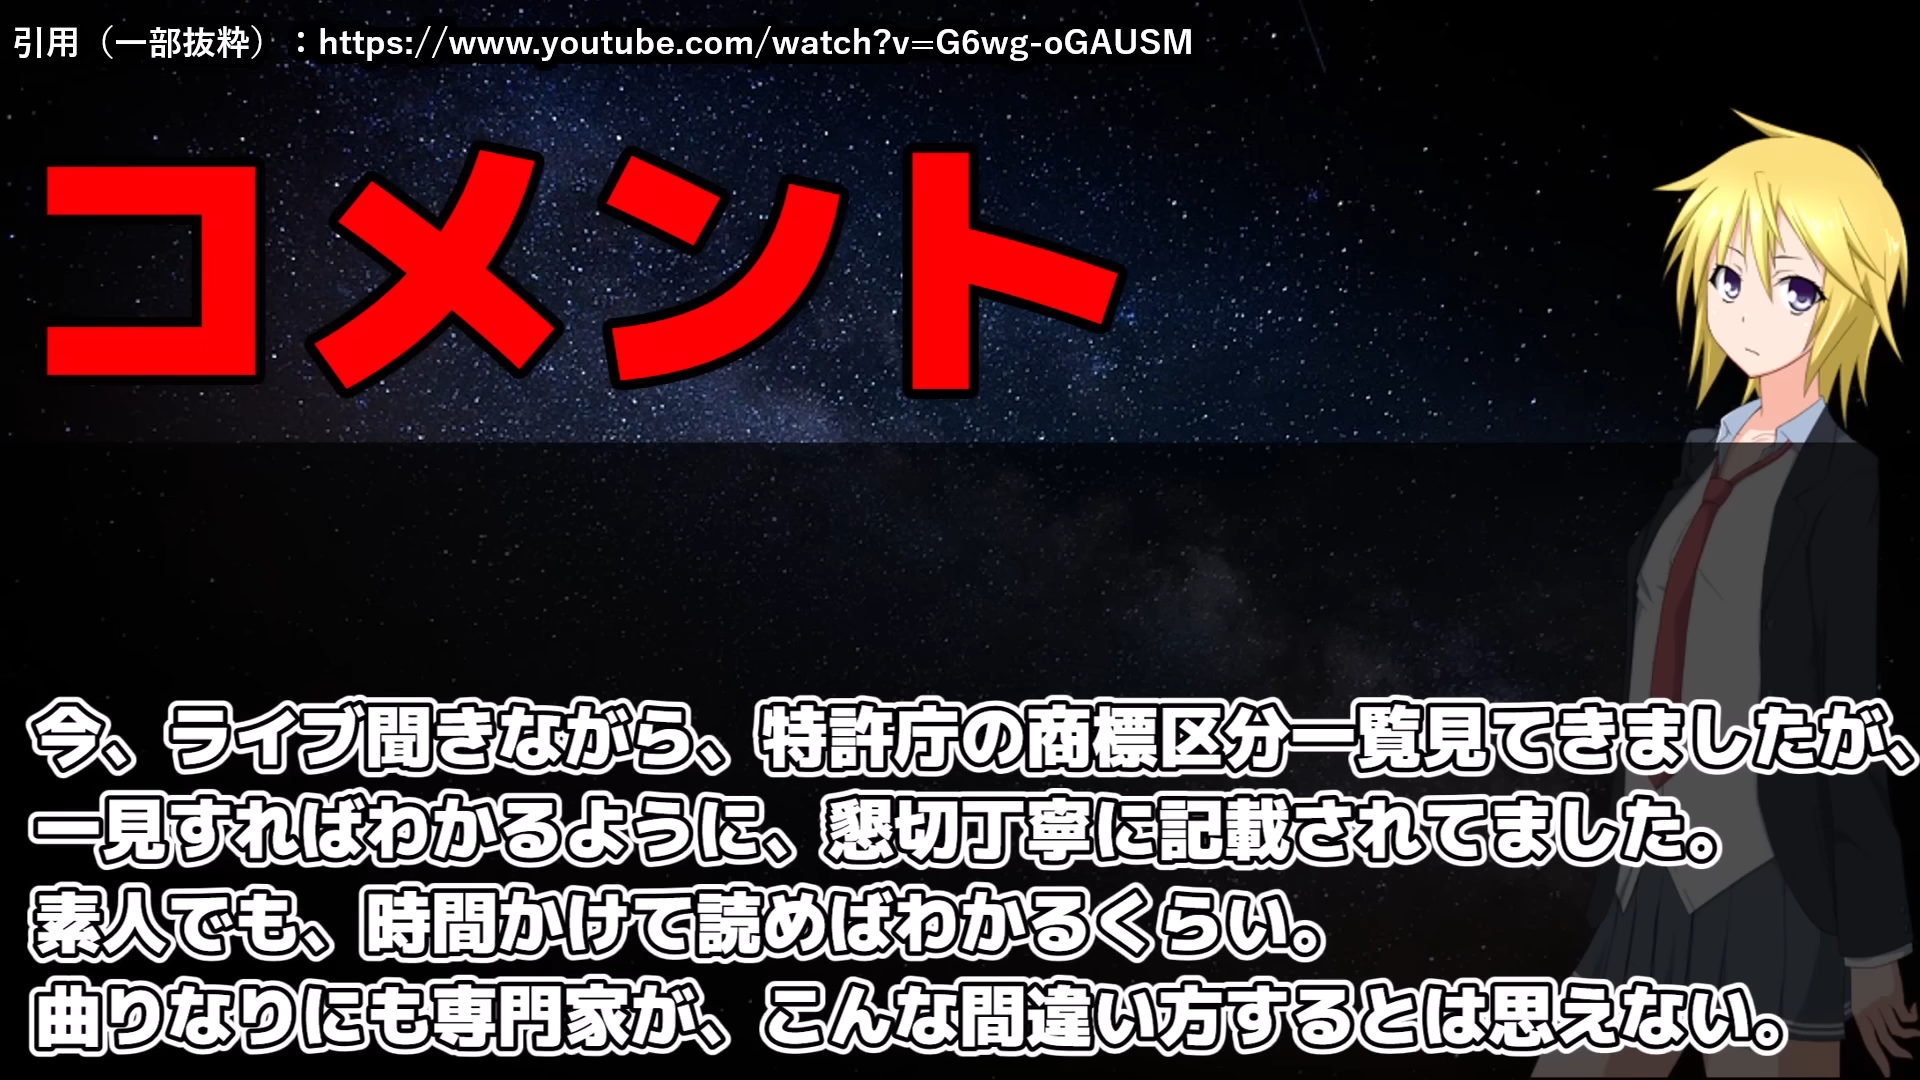 引用（一部抜粋）：https://www.youtube.com/watch?v=G6wg-oGAUSM
コメント
今、ライブ聞きながら、特許庁の商標区分一覧見てきましたが、
一見すればわかるように、懇切丁寧に記載されてました。
素人でも、時間かけて読めばわかるくらい。
曲りなりにも専門家が、こんな間違い方するとは思えない。